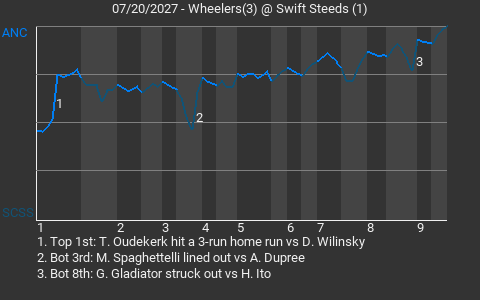 07/20/2027 - Wheelers(3) @ Swift Steeds (1)
ANC
1
2
3
SCSS
1 2 3 4 5 6 7 8 9
1. Top 1st: T. Oudekerk hit a 3-run home run vs D. Wilinsky
2. Bot 3rd: M. Spaghettelli lined out vs A. Dupree
3. Bot 8th: G. Gladiator struck out vs H. Ito